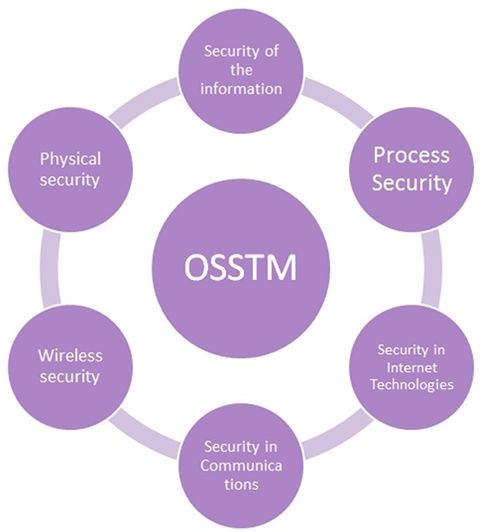 Security of
the
information
Process
Security
Security in
Internet
Technologies
Security in
Communica
tions
Wireless
security
Physical
security
OSSTM